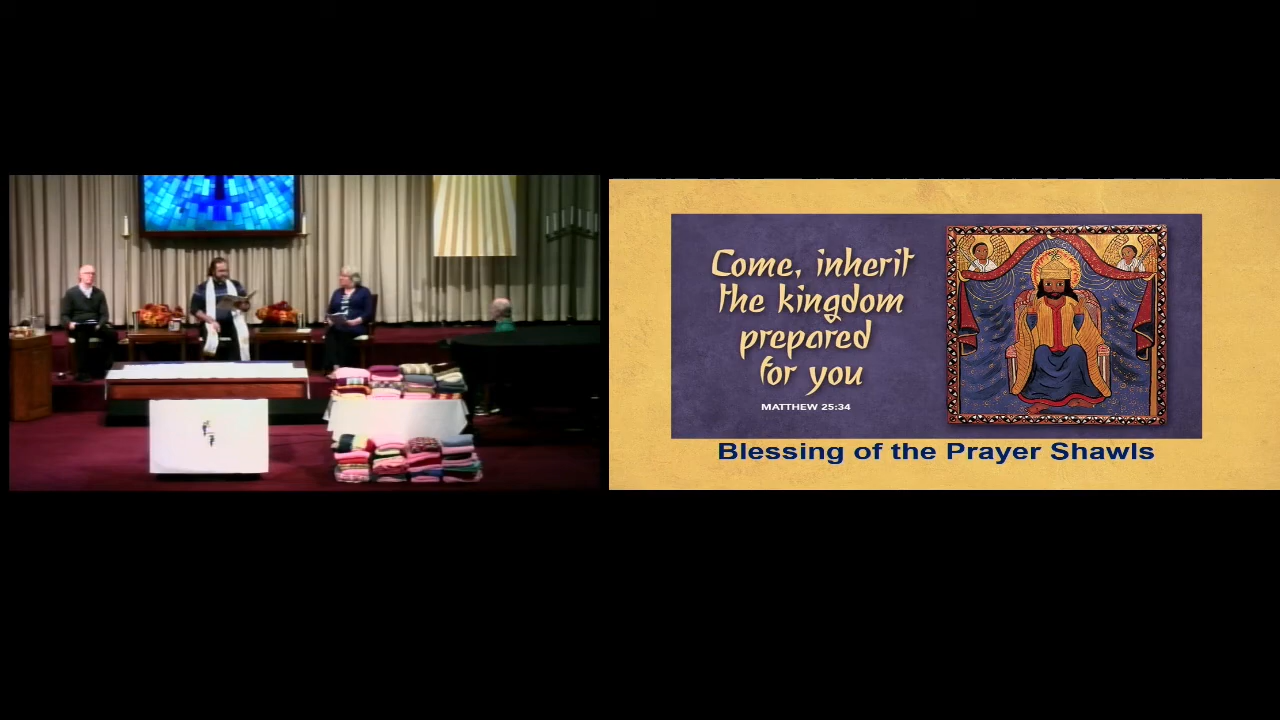 Come, inherit
the kingdom
prepared
for you
MATTHEW 25:34
Blessing of the Prayer Shawls